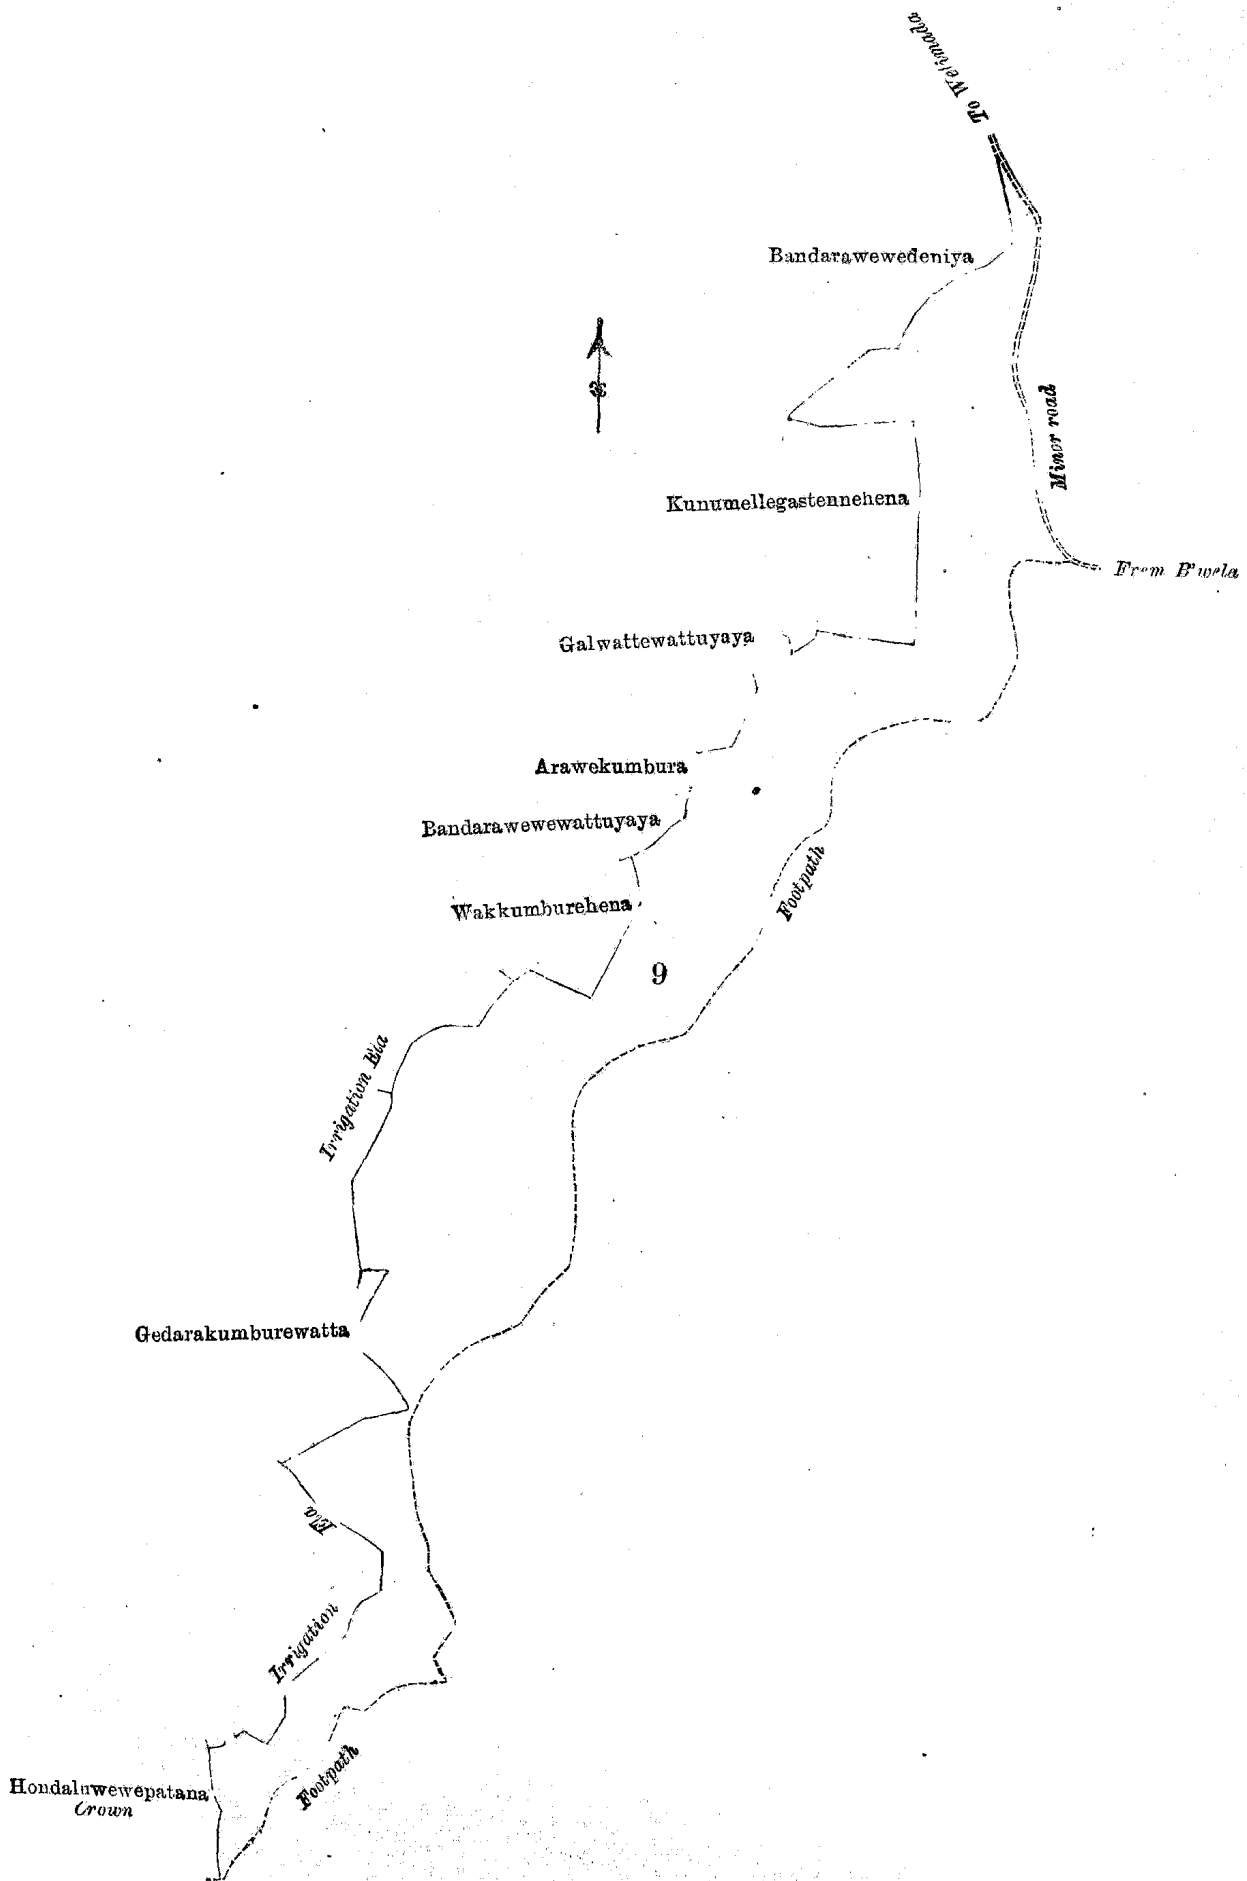 To Welimada
Bandarawewedeniya
Minor road
Kunumellegastennehena
From B'wela
Galwattewattuyaya
Arawekumbura
Bandarawewewattuyaya
Footpath
Wakkumburehena
9
Irrigation Ela
Gedarakumburewatta
Ela
Irrigation
Footpath
Hondaluwewepatana
Crown